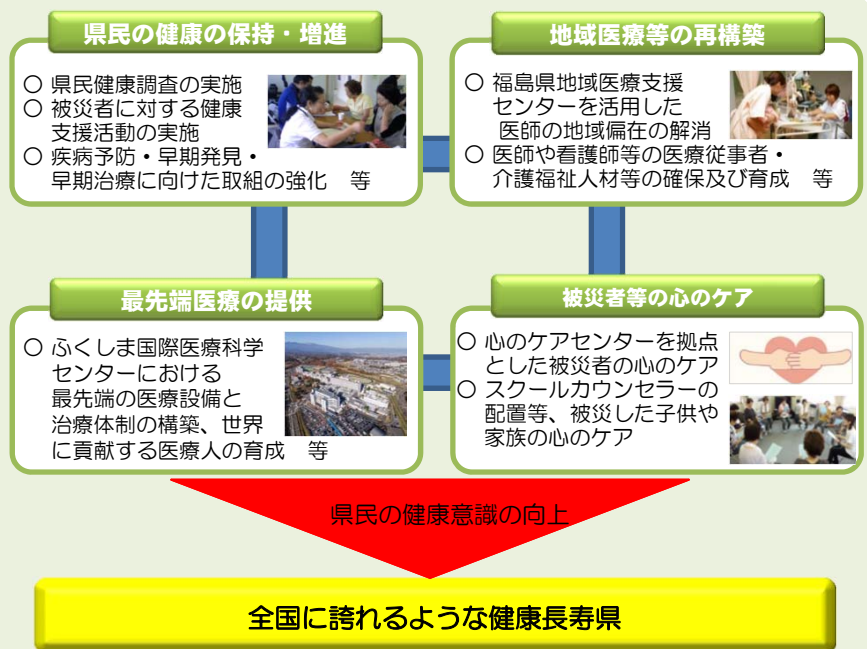 県民の健康の保持・増進
○ 県民健康調査の実施
○ 被災者に対する健康
支援活動の実施
○ 疾病予防・早期発見・
早期治療に向けた取組の強化　等
地域医療等の再構築
○ 福島県地域医療支援
センターを活用した
医師の地域偏在の解消
○ 医師や看護師等の医療従事者・
介護福祉人材等の確保及び育成　等
最先端医療の提供
○ ふくしま国際医療科学
センターにおける
最先端の医療設備と
治療体制の構築、世界
に貢献する医療人の育成　等
被災者等の心のケア
○ 心のケアセンターを拠点
とした被災者の心のケア
○ スクールカウンセラーの
配置等、被災した子供や
家族の心のケア
県民の健康意識の向上
全国に誇れるような健康長寿県